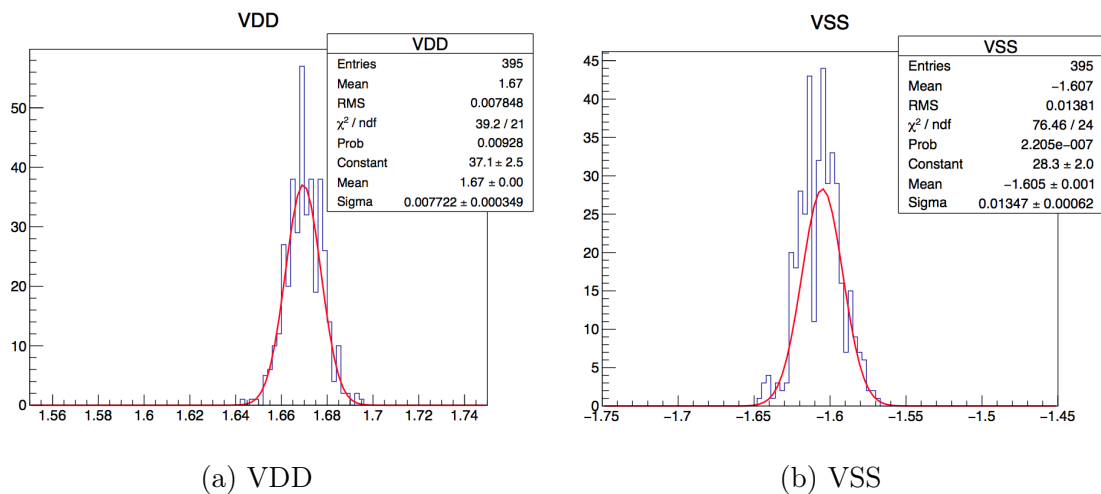 VDD
VDD
Entries 395
Mean 1.67
RMS 0.007848
χ² / ndf 39.2 / 21
Prob 0.00928
Constant 37.1 ± 2.5
Mean 1.67 ± 0.00
Sigma 0.007722 ± 0.000349
50
40
30
20
10
0
1.56 1.58 1.6 1.62 1.64 1.66 1.68 1.7 1.72 1.74
(a) VDD
VSS
VSS
Entries 395
Mean −1.607
RMS 0.01381
χ² / ndf 76.46 / 24
Prob 2.205e−007
Constant 28.3 ± 2.0
Mean −1.605 ± 0.001
Sigma 0.01347 ± 0.00062
45
40
35
30
25
20
15
10
5
0
−1.75 −1.7 −1.65 −1.6 −1.55 −1.5 −1.45
(b) VSS